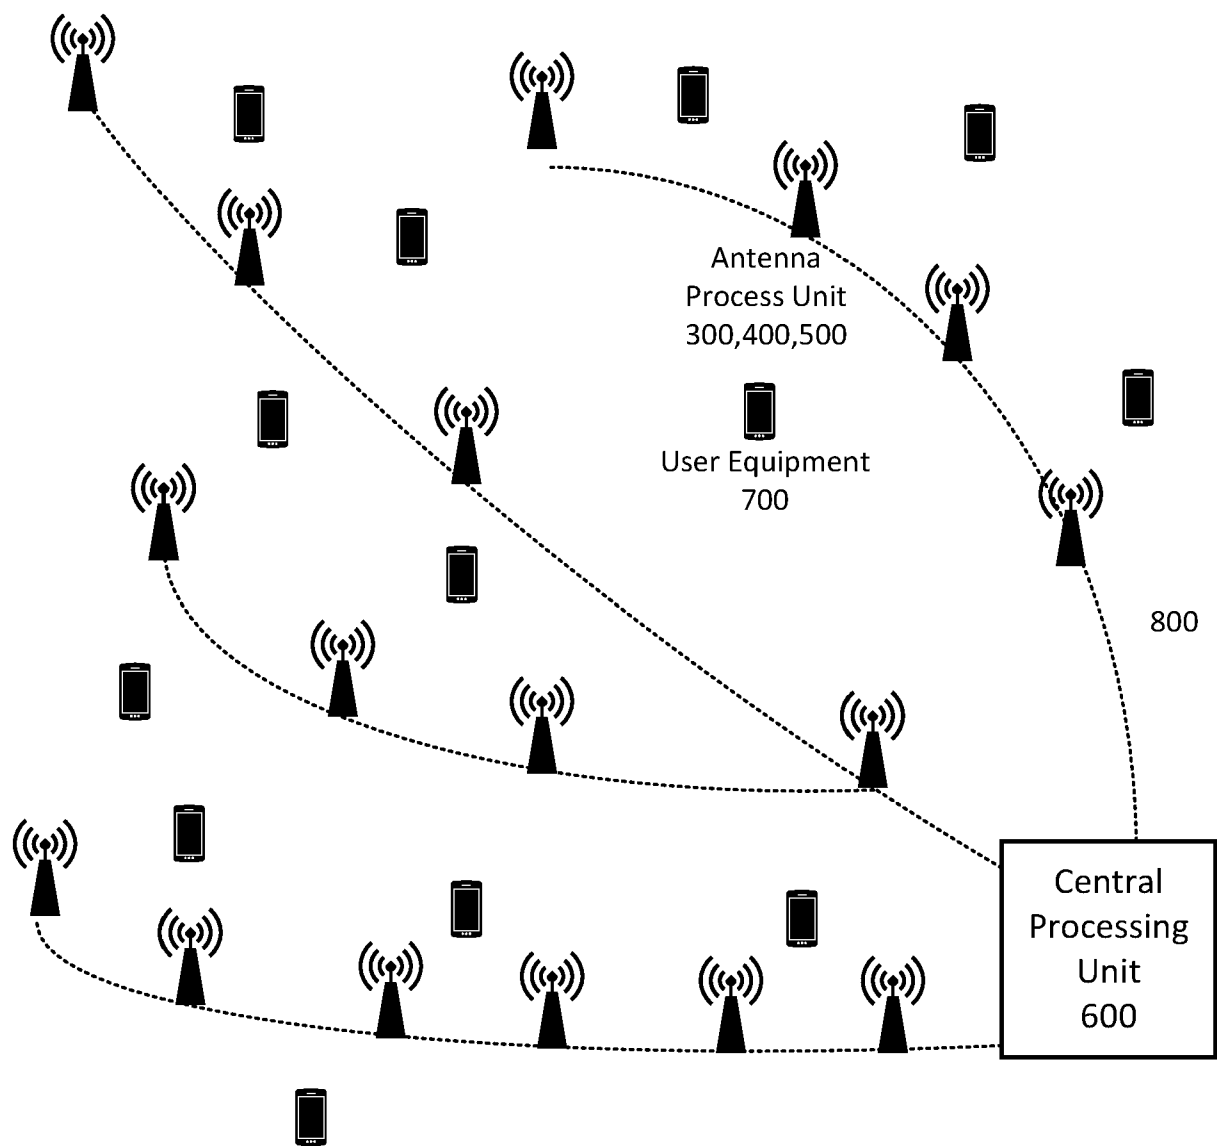 Antenna
Process Unit
300,400,500
User Equipment
700
800
Central
Processing
Unit
600